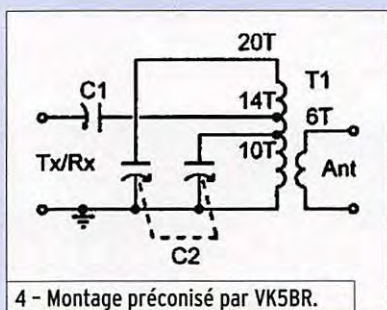 20T
C1
14T
T1
6T
Tx/Rx
10T
Ant
C2
4 - Montage préconisé par VK5BR.